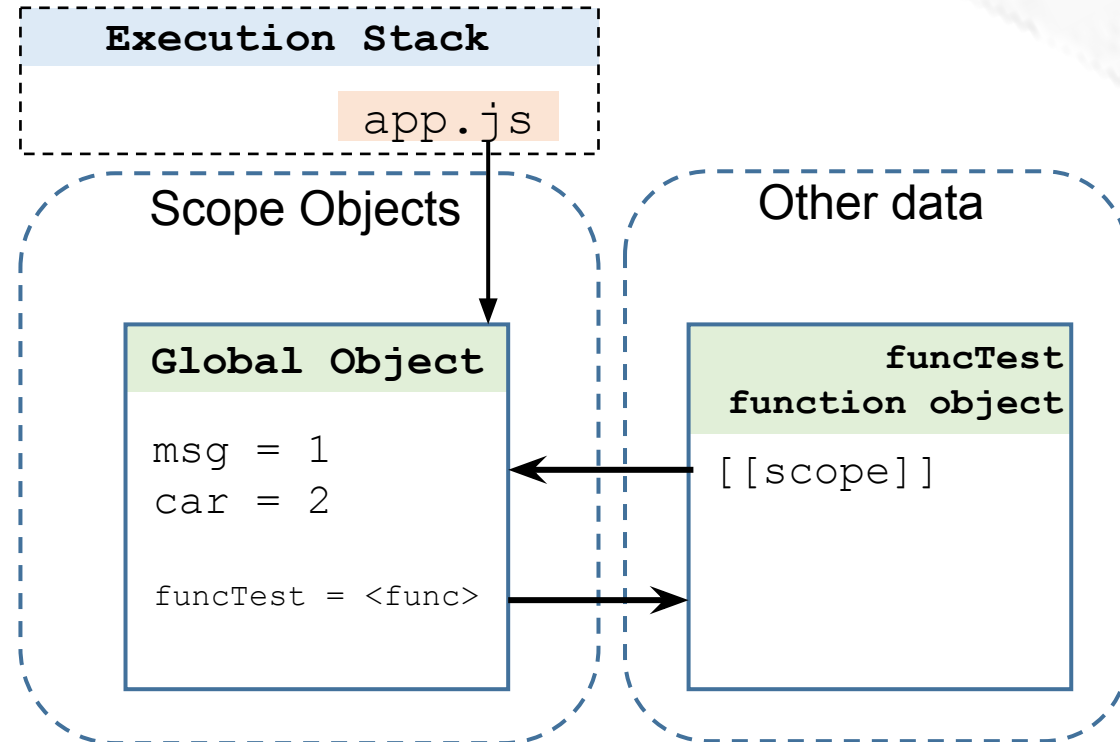 Execution Stack
app.js
Scope Objects
Other data
Global Object
msg = 1
car = 2
funcTest = <func>
funcTest
function object
[[scope]]